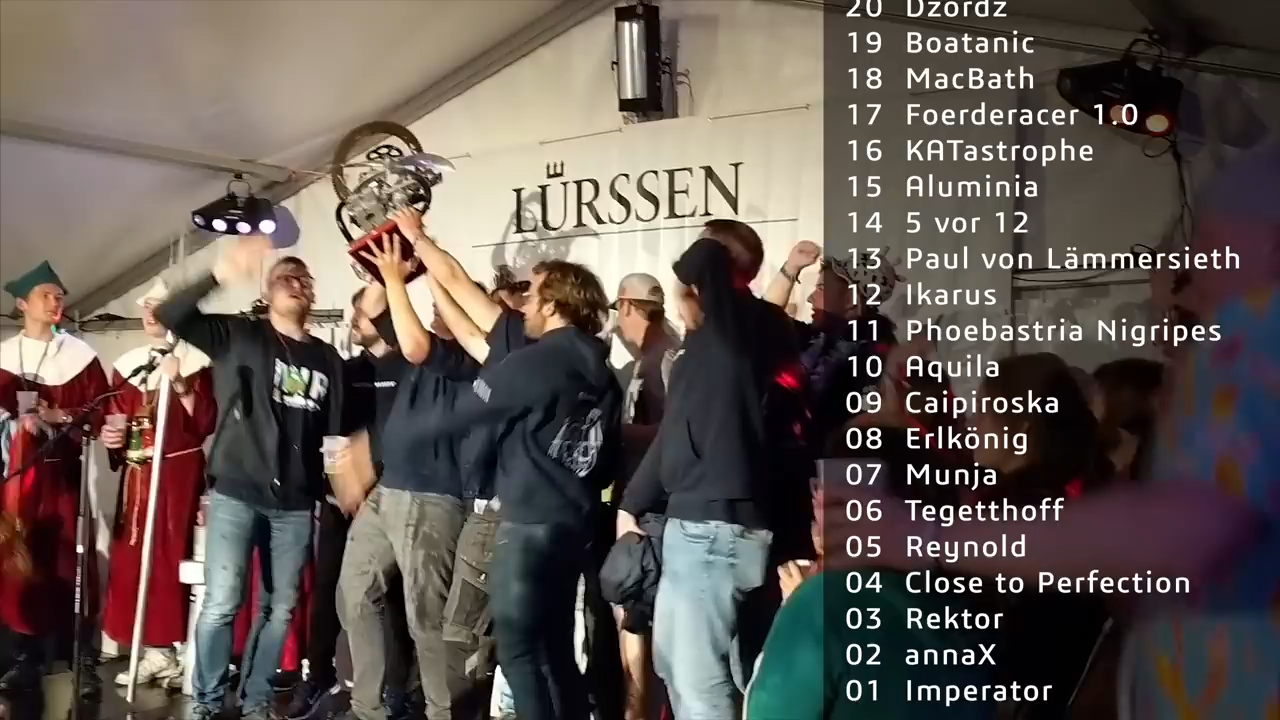 20 Dzordz
19 Boatanic
18 MacBath
17 Foerderacer 1.0
16 KATastrophe
15 Aluminia
14 5 vor 12
13 Paul von Lämmersieth
12 Ikarus
11 Phoebastria Nigripes
10 Aquila
09 Caipiroska
08 Erlkönig
07 Munja
06 Tegetthoff
05 Reynold
04 Close to Perfection
03 Rektor
02 annaX
01 Imperator
LÜRSSEN